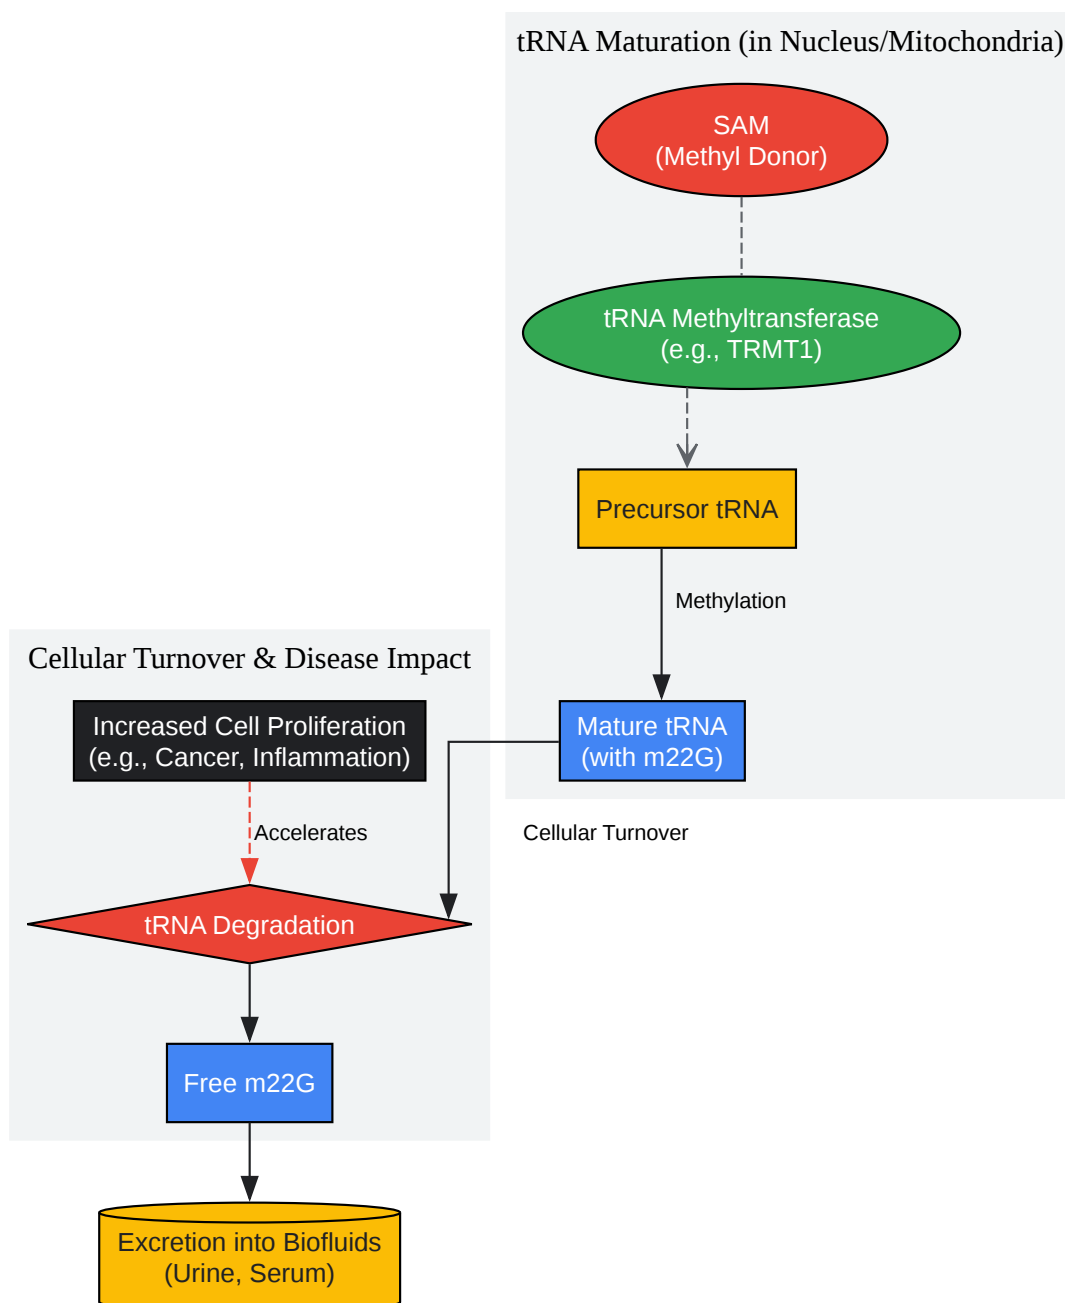 tRNA Maturation (in Nucleus/Mitochondria)
SAM
(Methyl Donor)
tRNA Methyltransferase
(e.g., TRMT1)
Precursor tRNA
Methylation
Mature tRNA
(with m22G)
Cellular Turnover
Cellular Turnover & Disease Impact
Increased Cell Proliferation
(e.g., Cancer, Inflammation)
Accelerates
tRNA Degradation
Free m22G
Excretion into Biofluids
(Urine, Serum)